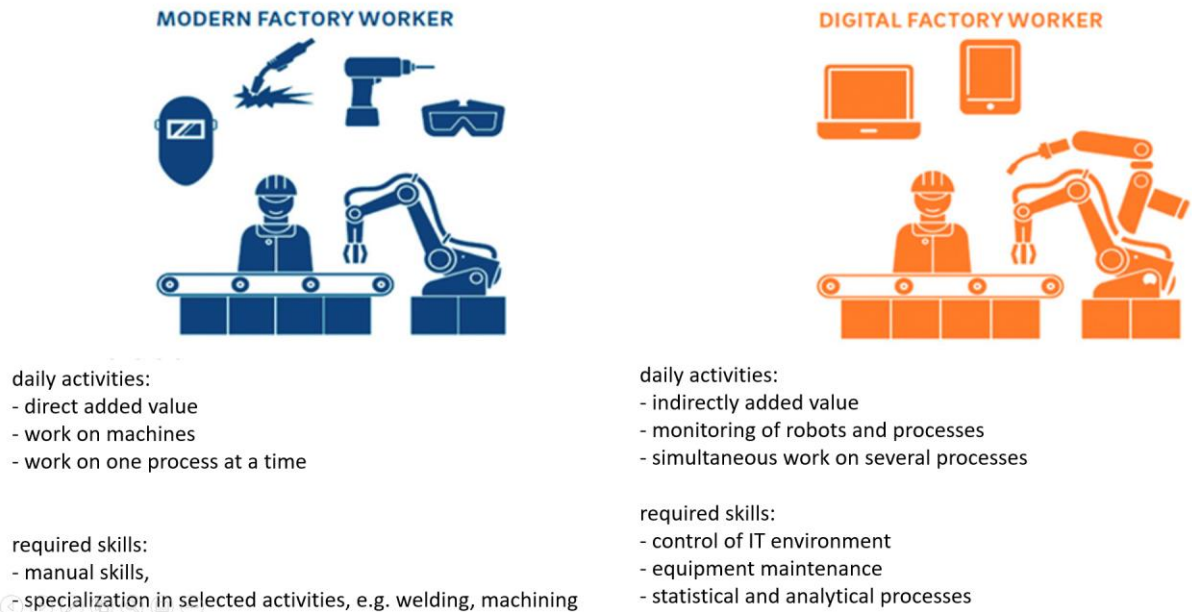 MODERN FACTORY WORKER
daily activities:
- direct added value
- work on machines
- work on one process at a time
required skills:
- manual skills,
- specialization in selected activities, e.g. welding, machining
DIGITAL FACTORY WORKER
daily activities:
- indirectly added value
- monitoring of robots and processes
- simultaneous work on several processes
required skills:
- control of IT environment
- equipment maintenance
- statistical and analytical processes